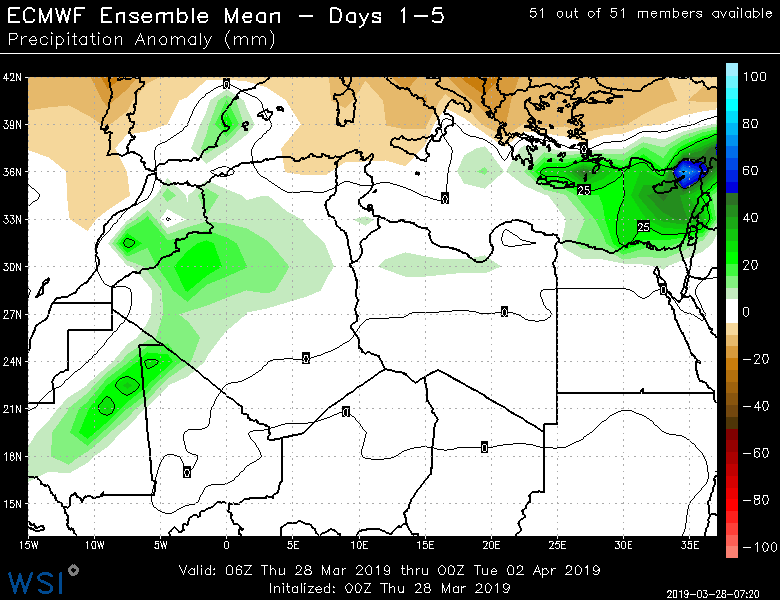 ECMWF Ensemble Mean – Days 1–5
51 out of 51 members available
Precipitation Anomaly (mm)
42N
39N
36N
33N
30N
27N
24N
21N
18N
15N
0
0
0
25
25
0
0
0
0
0
0
15W
10W
5W
0
5E
10E
15E
20E
25E
30E
35E
100
80
60
40
20
0
−20
−40
−60
−80
−100
Valid: 06Z Thu 28 Mar 2019 thru 00Z Tue 02 Apr 2019
Initalized: 00Z Thu 28 Mar 2019
WSI
2019-03-28-07:20